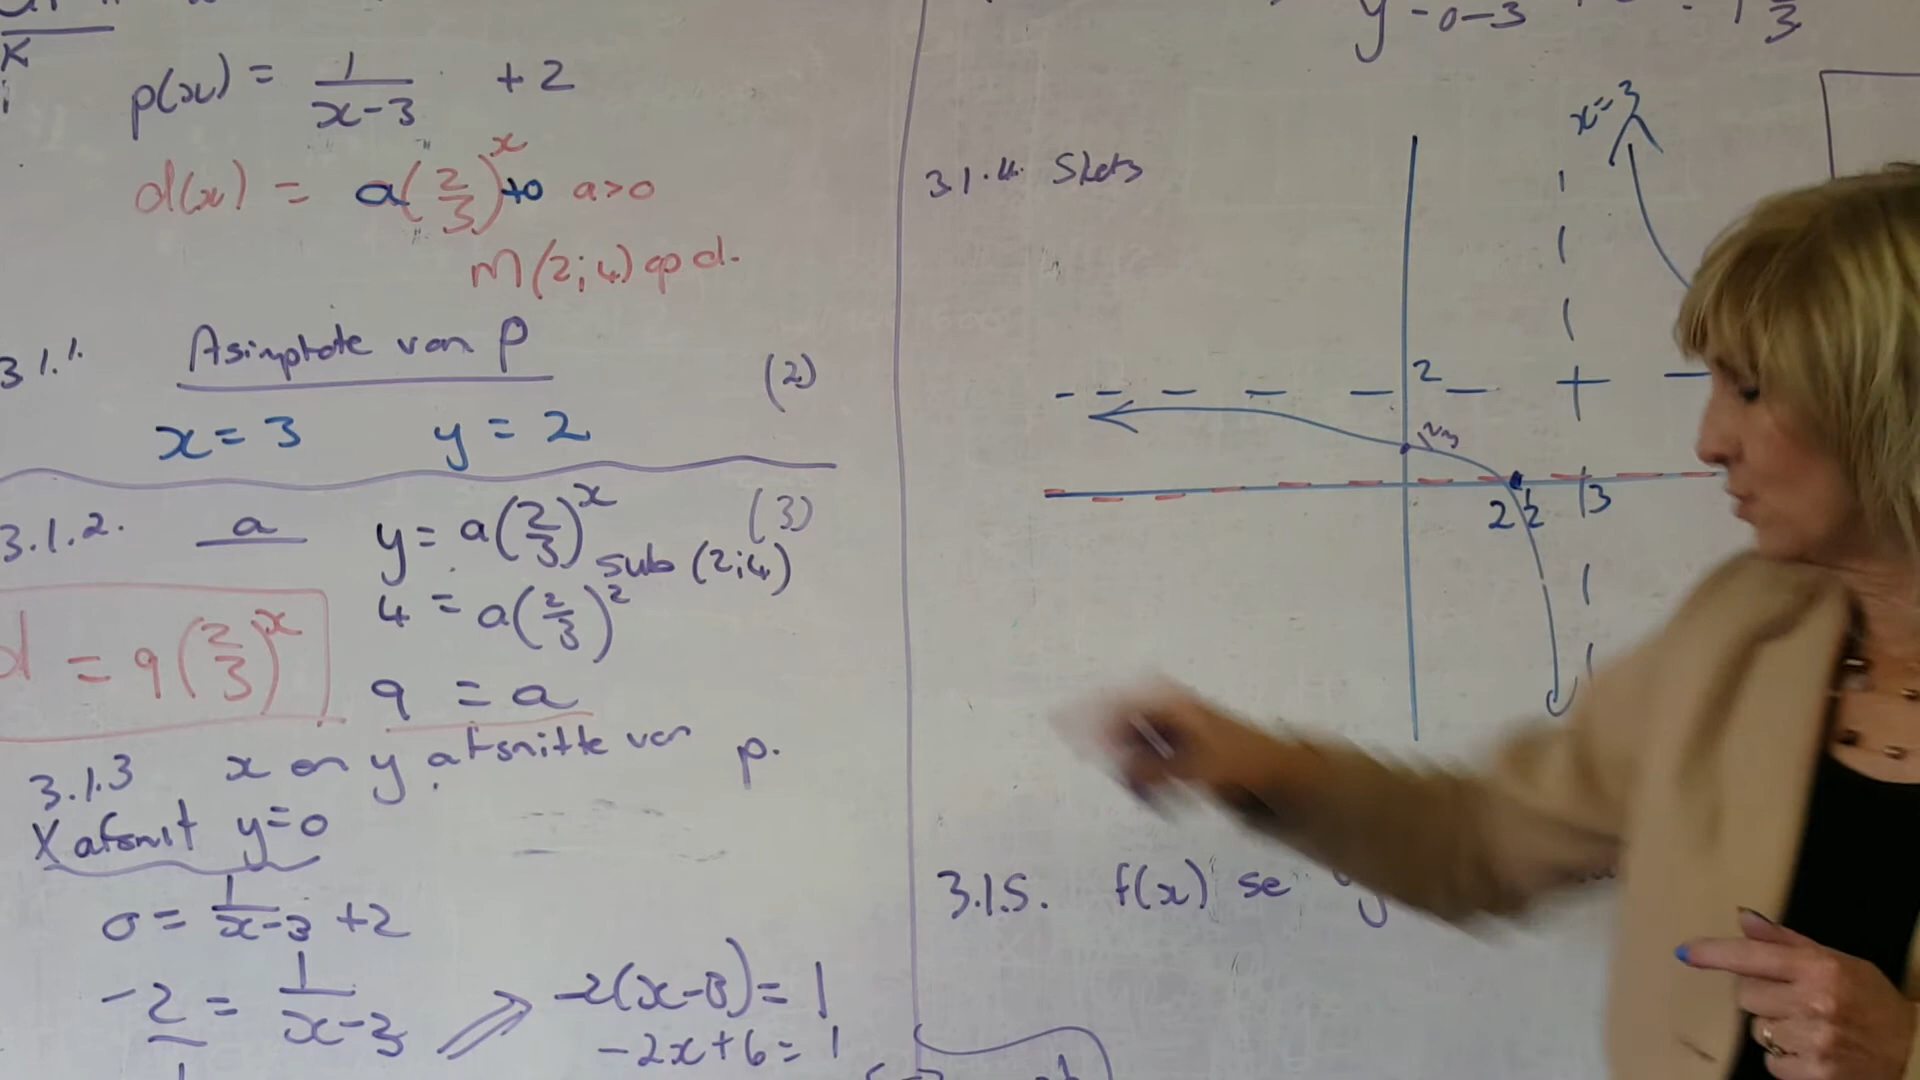 p(x) = 1/(x-3) +2
d(x) = a(2/3)^x +0 a>0
M(2;4) op d.
3.1.1. Asimptote van p (2)
x = 3 y = 2
3.1.2. a y = a(2/3)^x (3)
sub (2;4)
4 = a(2/3)^2
d = 9(2/3)^x
9 = a
3.1.3 x en y afsnitte van p.
X afsnit y=0
0 = 1/(x-3) +2
-2 = 1/(x-3)
-2(x-3) = 1
-2x+6 = 1
3.1.4. Skets
x=3
2
2 1/2
3
3.1.5. f(x) se